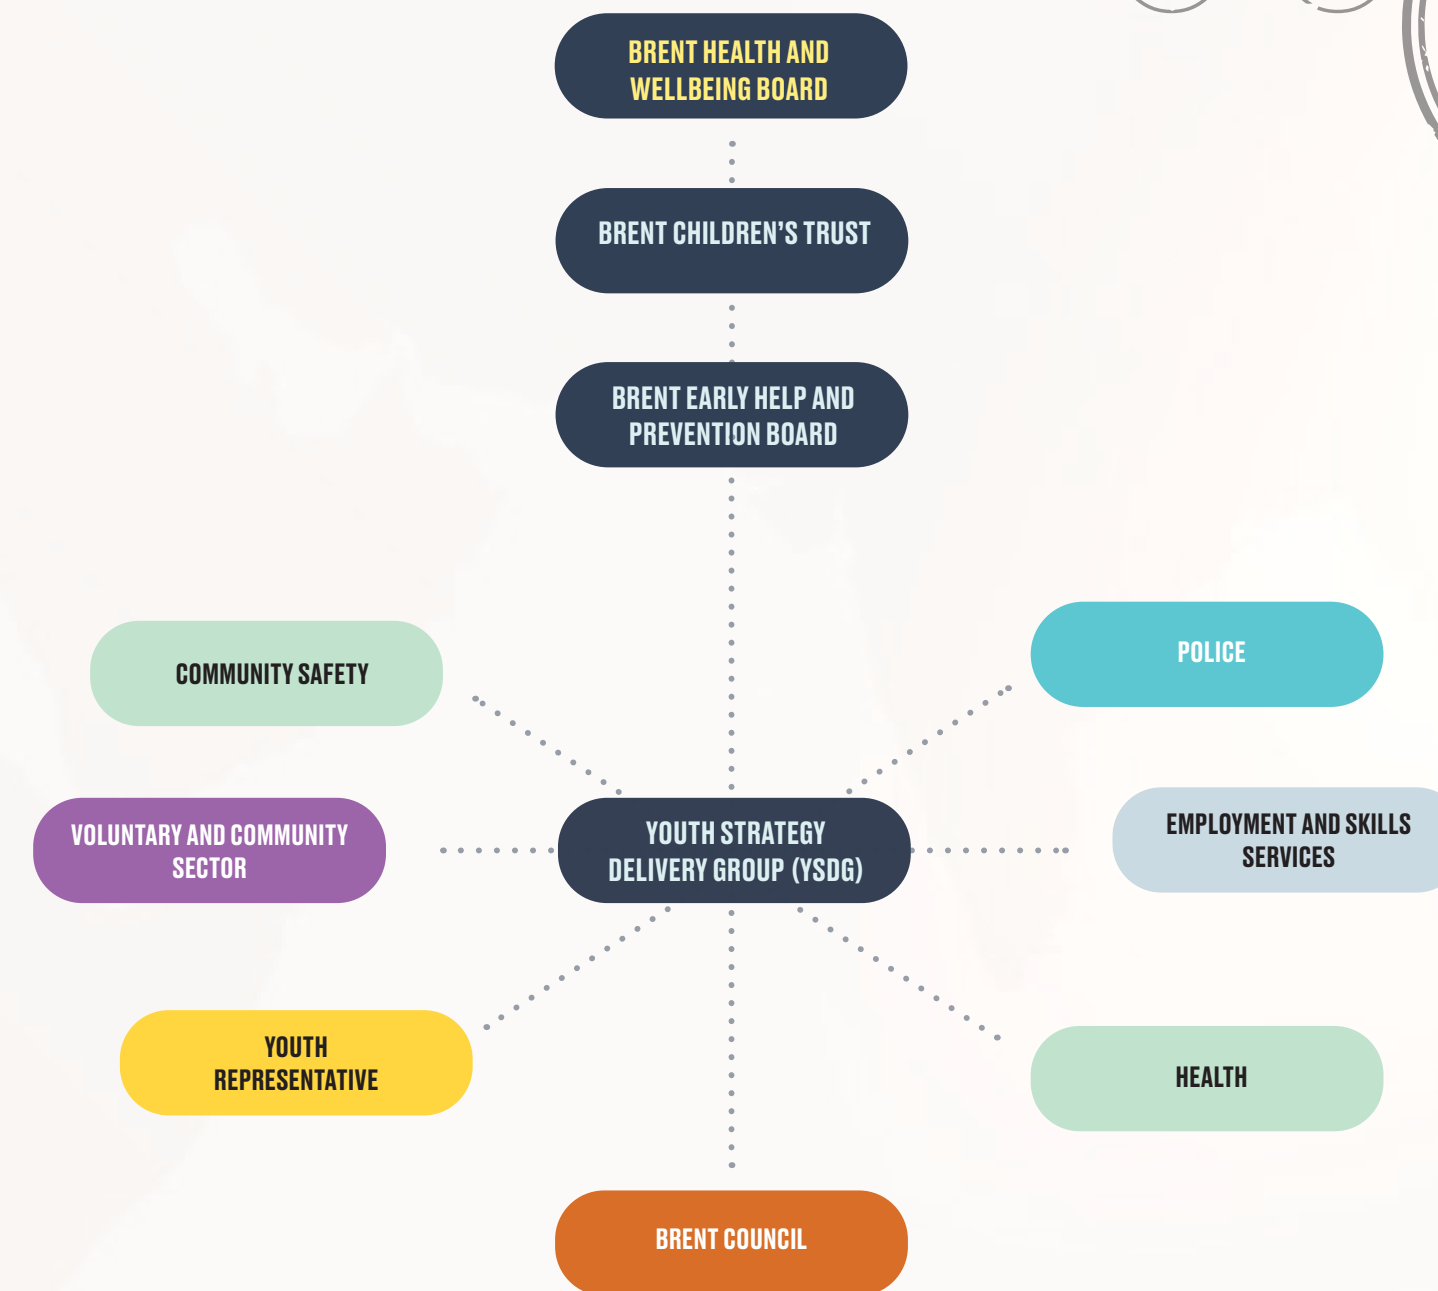 BRENT HEALTH AND
WELLBEING BOARD
BRENT CHILDREN’S TRUST
BRENT EARLY HELP AND
PREVENTION BOARD
COMMUNITY SAFETY
POLICE
VOLUNTARY AND COMMUNITY
SECTOR
YOUTH STRATEGY
DELIVERY GROUP (YSDG)
EMPLOYMENT AND SKILLS
SERVICES
YOUTH
REPRESENTATIVE
HEALTH
BRENT COUNCIL